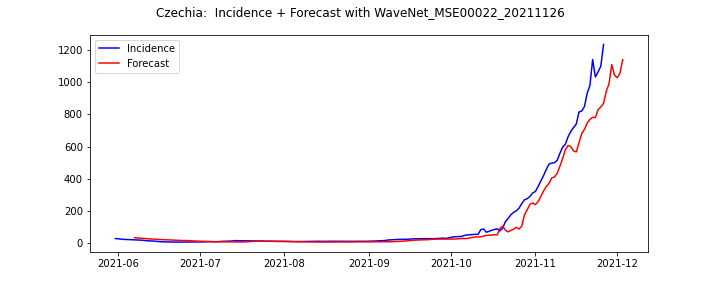 Czechia:  Incidence + Forecast with WaveNet_MSE00022_20211126
Incidence
Forecast
1200
1000
800
600
400
200
0
2021-06 2021-07 2021-08 2021-09 2021-10 2021-11 2021-12